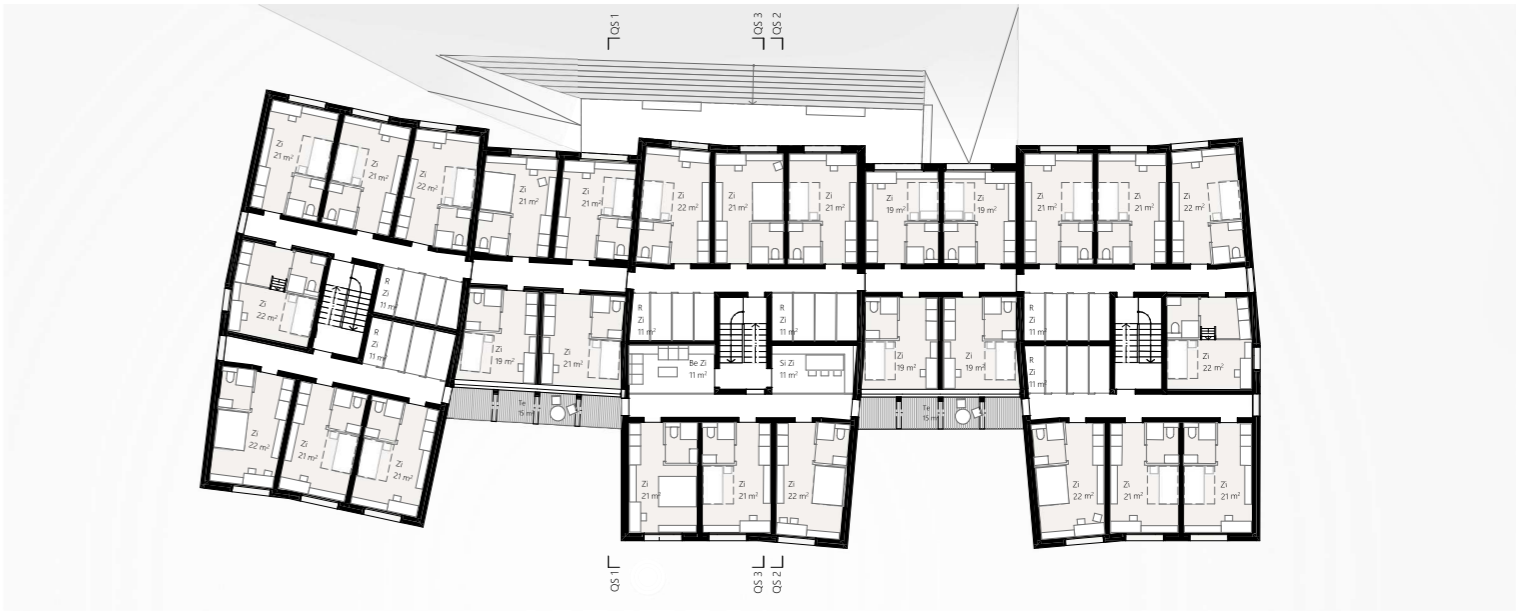 QS 1
QS 3
QS 2
Zi
21 m²
Zi
21 m²
Zi
22 m²
Zi
21 m²
Zi
21 m²
Zi
22 m²
Zi
21 m²
Zi
21 m²
Zi
19 m²
Zi
19 m²
Zi
21 m²
Zi
21 m²
Zi
22 m²
Zi
22 m²
R
Zi
11 m²
R
Zi
11 m²
Zi
19 m²
Zi
21 m²
R
Zi
11 m²
R
Zi
11 m²
Be Zi
11 m²
Si Zi
11 m²
Zi
19 m²
Zi
19 m²
R
Zi
11 m²
R
Zi
11 m²
Zi
22 m²
Te
15 m²
Te
15 m²
Zi
22 m²
Zi
21 m²
Zi
21 m²
Zi
21 m²
Zi
21 m²
Zi
22 m²
Zi
22 m²
Zi
21 m²
Zi
21 m²
QS 1
QS 3
QS 2